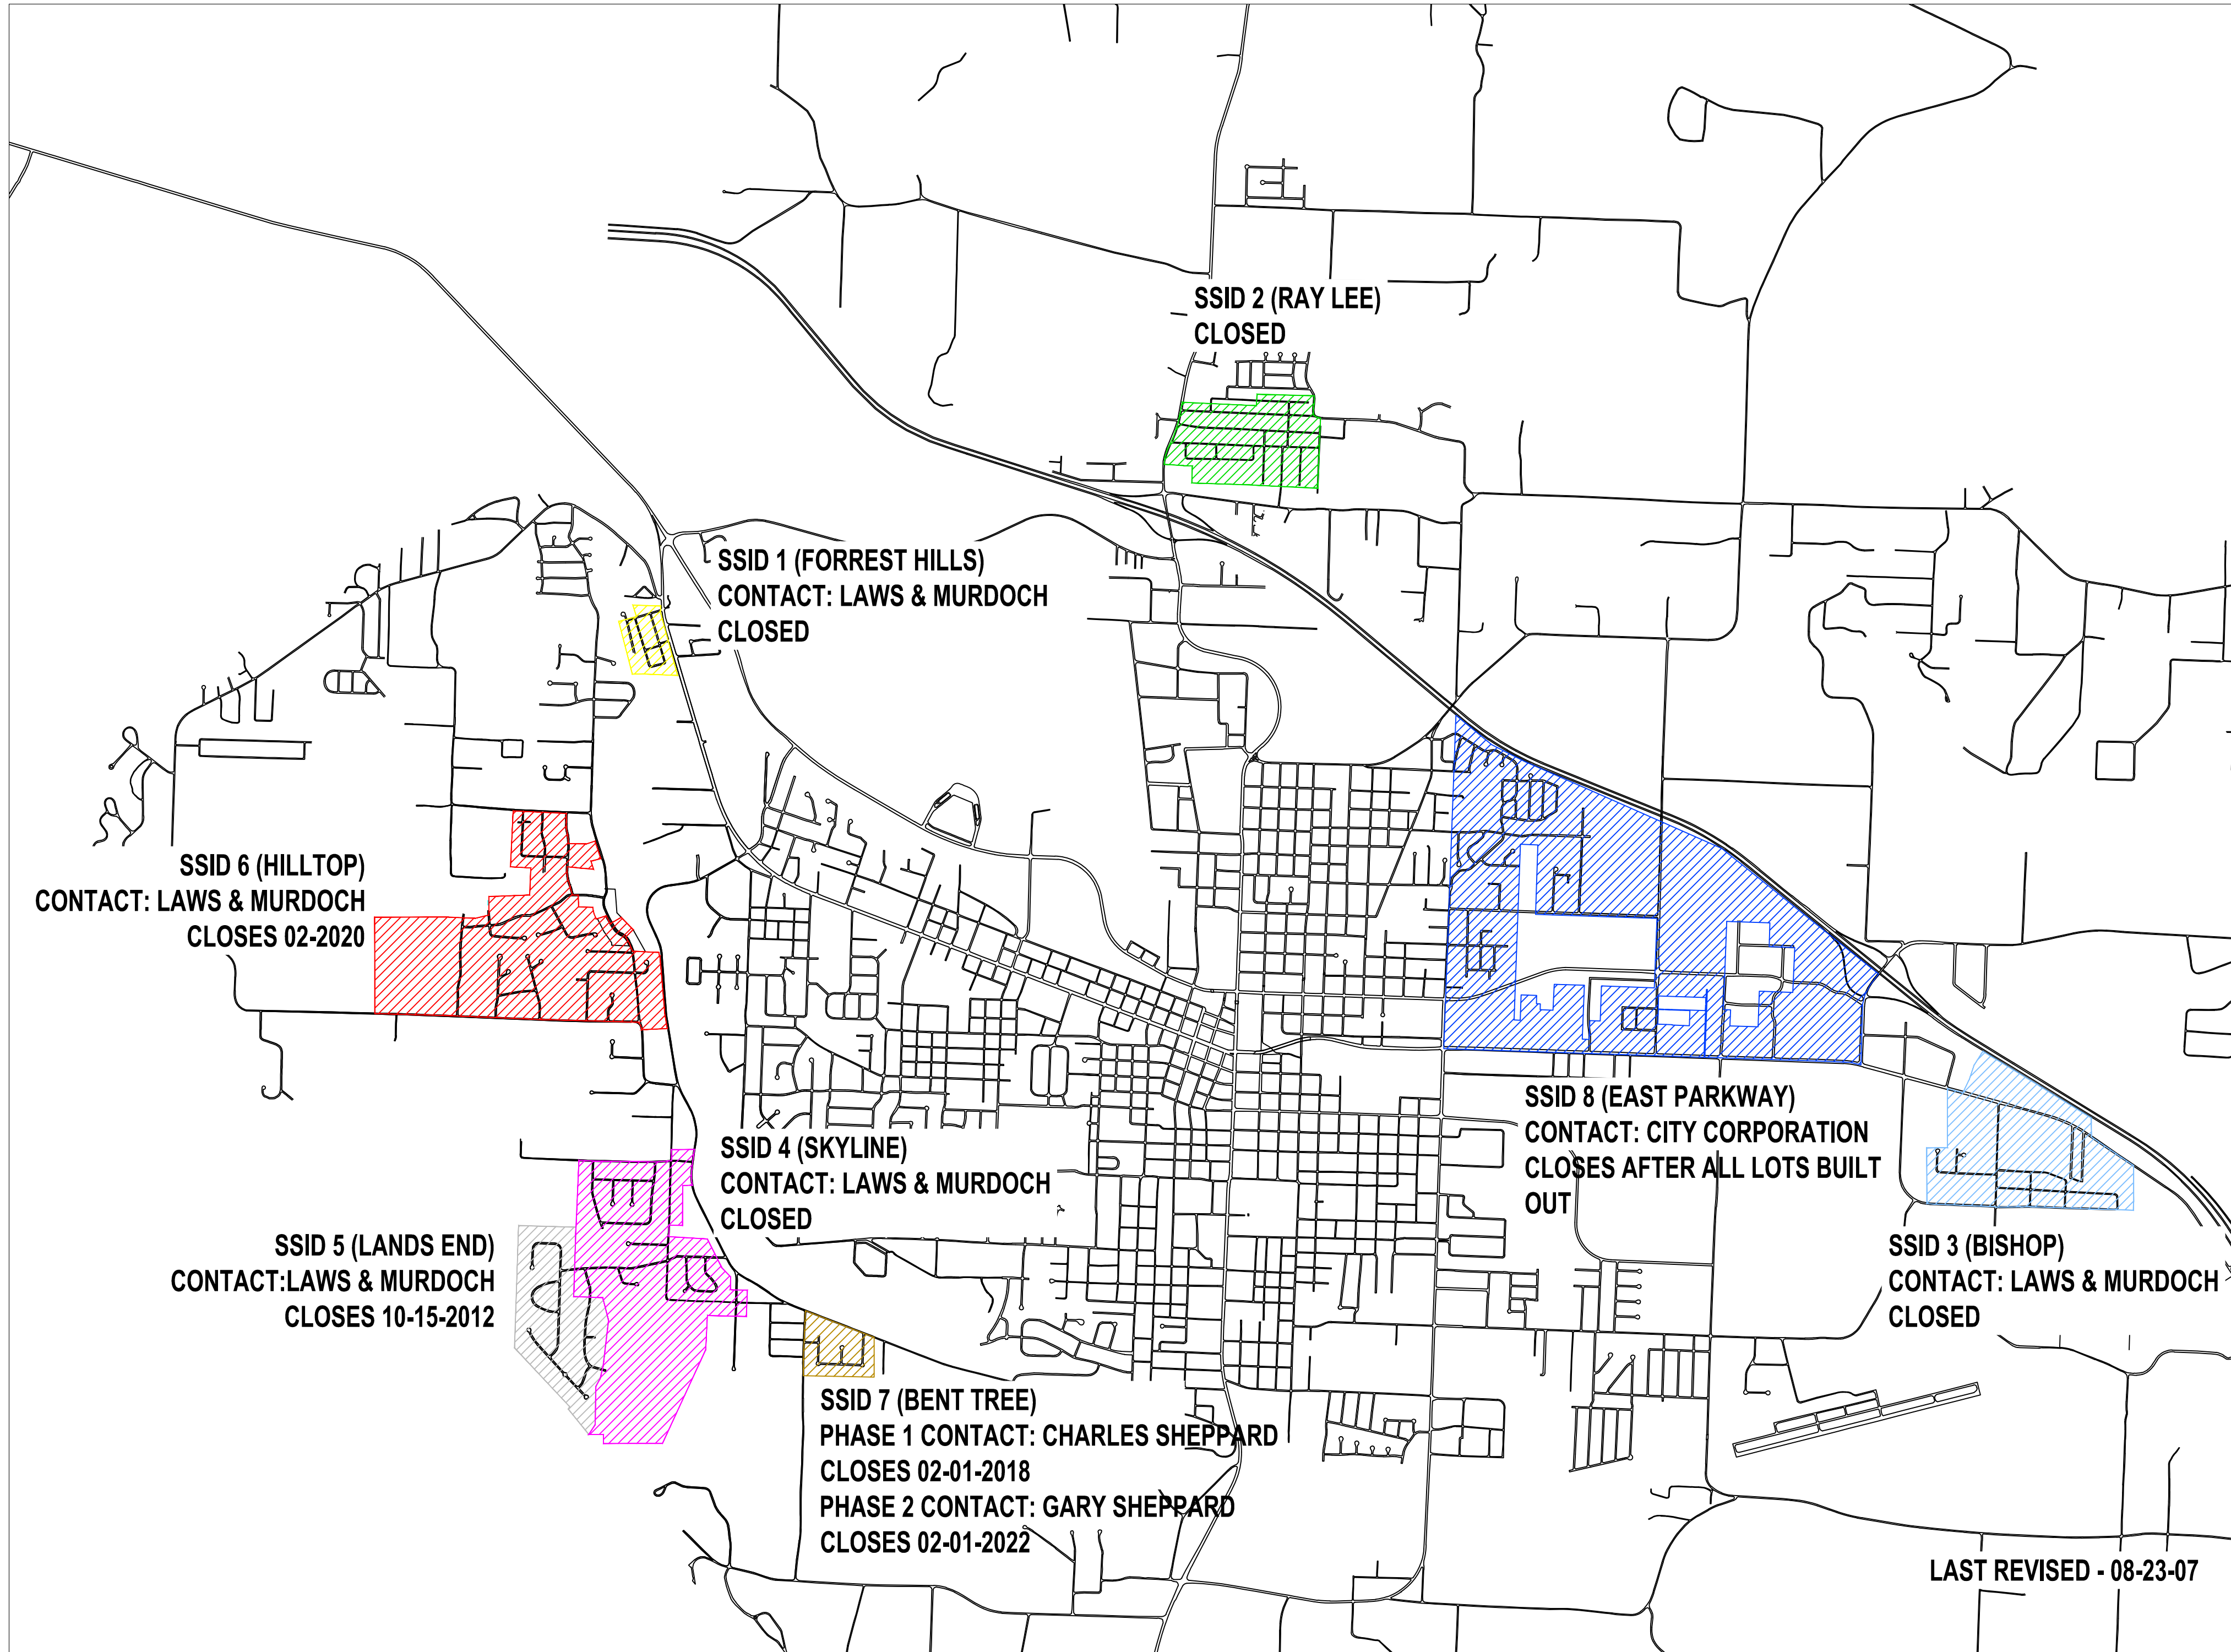 SSID 2 (RAY LEE)
CLOSED
SSID 1 (FORREST HILLS)
CONTACT: LAWS & MURDOCH
CLOSED
SSID 6 (HILLTOP)
CONTACT: LAWS & MURDOCH
CLOSES 02-2020
SSID 8 (EAST PARKWAY)
CONTACT: CITY CORPORATION
CLOSES AFTER ALL LOTS BUILT
OUT
SSID 4 (SKYLINE)
CONTACT: LAWS & MURDOCH
CLOSED
SSID 5 (LANDS END)
CONTACT:LAWS & MURDOCH
CLOSES 10-15-2012
SSID 3 (BISHOP)
CONTACT: LAWS & MURDOCH
CLOSED
SSID 7 (BENT TREE)
PHASE 1 CONTACT: CHARLES SHEPPARD
CLOSES 02-01-2018
PHASE 2 CONTACT: GARY SHEPPARD
CLOSES 02-01-2022
LAST REVISED - 08-23-07